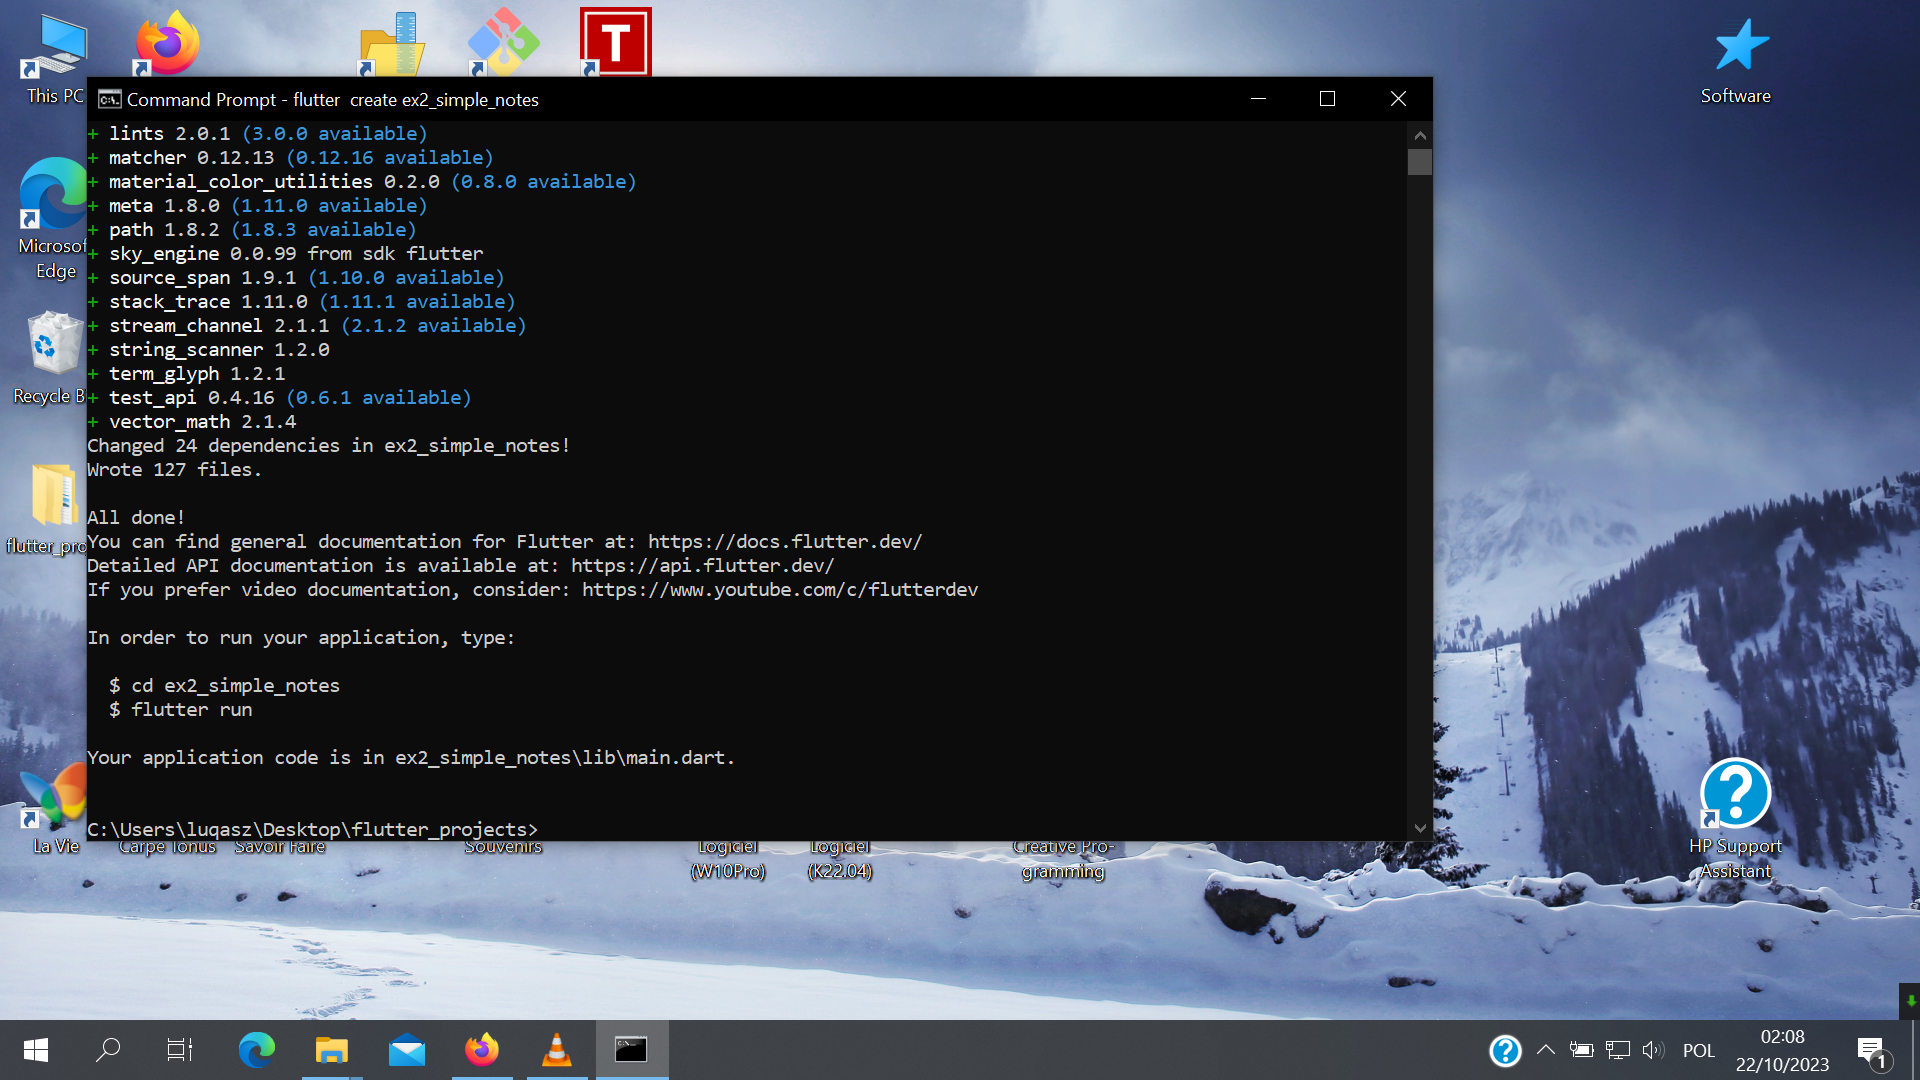 This PC
Software
Command Prompt - flutter  create ex2_simple_notes
+ lints 2.0.1 (3.0.0 available)
+ matcher 0.12.13 (0.12.16 available)
+ material_color_utilities 0.2.0 (0.8.0 available)
+ meta 1.8.0 (1.11.0 available)
+ path 1.8.2 (1.8.3 available)
+ sky_engine 0.0.99 from sdk flutter
+ source_span 1.9.1 (1.10.0 available)
+ stack_trace 1.11.0 (1.11.1 available)
+ stream_channel 2.1.1 (2.1.2 available)
+ string_scanner 1.2.0
+ term_glyph 1.2.1
+ test_api 0.4.16 (0.6.1 available)
+ vector_math 2.1.4
Changed 24 dependencies in ex2_simple_notes!
Wrote 127 files.
All done!
You can find general documentation for Flutter at: https://docs.flutter.dev/
Detailed API documentation is available at: https://api.flutter.dev/
If you prefer video documentation, consider: https://www.youtube.com/c/flutterdev
In order to run your application, type:
$ cd ex2_simple_notes
$ flutter run
Your application code is in ex2_simple_notes\lib\main.dart.
C:\Users\luqasz\Desktop\flutter_projects>
Microsof
Edge
Recycle B
flutter_pro
La Vie
Carpe Tonus
Savoir Faire
Souvenirs
Logiciel
(W10Pro)
Logiciel
(K22.04)
Creative Pro-
gramming
HP Support
Assistant
T
POL
02:08
22/10/2023
1